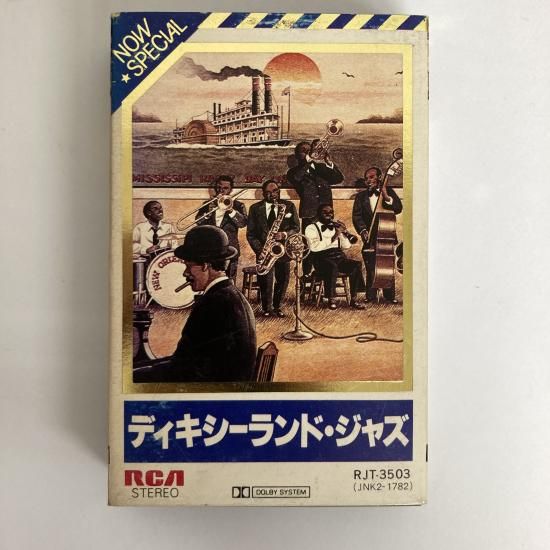 NOW
★SPECIAL
MISSISSIPPI
NEW ORLE
ディキシーランド・ジャズ
RCA
STEREO
DOLBY SYSTEM
RJT-3503
(JNK2-1782)